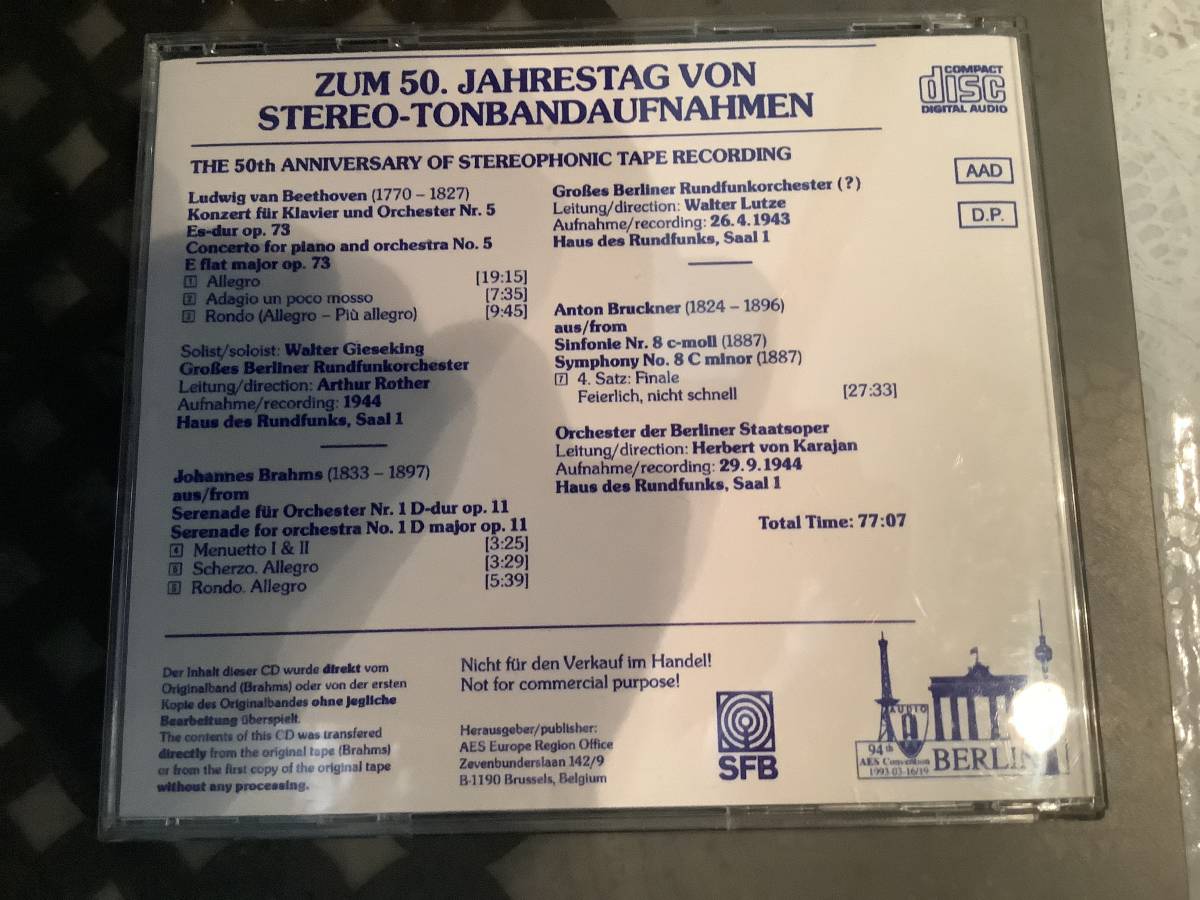 ZUM 50. JAHRESTAG VON
STEREO-TONBANDAUFNAHMEN
COMPACT
disc
DIGITAL AUDIO
THE 50th ANNIVERSARY OF STEREOPHONIC TAPE RECORDING
AAD
D.P.
Ludwig van Beethoven (1770 – 1827)
Konzert für Klavier und Orchester Nr. 5
Es-dur op. 73
Concerto for piano and orchestra No. 5
E flat major op. 73
1 Allegro [19:15]
2 Adagio un poco mosso [7:35]
3 Rondo (Allegro – Più allegro) [9:45]
Solist/soloist: Walter Gieseking
Großes Berliner Rundfunkorchester
Leitung/direction: Arthur Rother
Aufnahme/recording: 1944
Haus des Rundfunks, Saal 1
Johannes Brahms (1833 – 1897)
aus/from
Serenade für Orchester Nr. 1 D-dur op. 11
Serenade for orchestra No. 1 D major op. 11
4 Menuetto I & II [3:25]
Scherzo. Allegro [3:29]
Rondo. Allegro [5:39]
Großes Berliner Rundfunkorchester (?)
Leitung/direction: Walter Lutze
Aufnahme/recording: 26.4.1943
Haus des Rundfunks, Saal 1
Anton Bruckner (1824 – 1896)
aus/from
Sinfonie Nr. 8 c-moll (1887)
Symphony No. 8 C minor (1887)
7 4. Satz: Finale
Feierlich, nicht schnell [27:33]
Orchester der Berliner Staatsoper
Leitung/direction: Herbert von Karajan
Aufnahme/recording: 29.9.1944
Haus des Rundfunks, Saal 1
Total Time: 77:07
Der Inhalt dieser CD wurde direkt vom
Originalband (Brahms) oder von der ersten
Kopie des Originalbandes ohne jegliche
Bearbeitung überspielt.
The contents of this CD was transfered
directly from the original tape (Brahms)
or from the first copy of the original tape
without any processing.
Nicht für den Verkauf im Handel!
Not for commercial purpose!
Herausgeber/publisher:
AES Europe Region Office
Zevenbunderslaan 142/9
B-1190 Brussels, Belgium
SFB
AUDIO
94th
AES Convention
1993-03-16/19
BERLIN